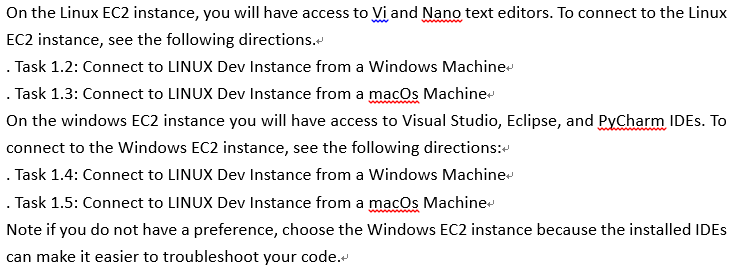 On the Linux EC2 instance, you will have access to Vi and Nano text editors. To connect to the Linux
EC2 instance, see the following directions.
. Task 1.2: Connect to LINUX Dev Instance from a Windows Machine
. Task 1.3: Connect to LINUX Dev Instance from a macOs Machine
On the windows EC2 instance you will have access to Visual Studio, Eclipse, and PyCharm IDEs. To
connect to the Windows EC2 instance, see the following directions:
. Task 1.4: Connect to LINUX Dev Instance from a Windows Machine
. Task 1.5: Connect to LINUX Dev Instance from a macOs Machine
Note if you do not have a preference, choose the Windows EC2 instance because the installed IDEs
can make it easier to troubleshoot your code.